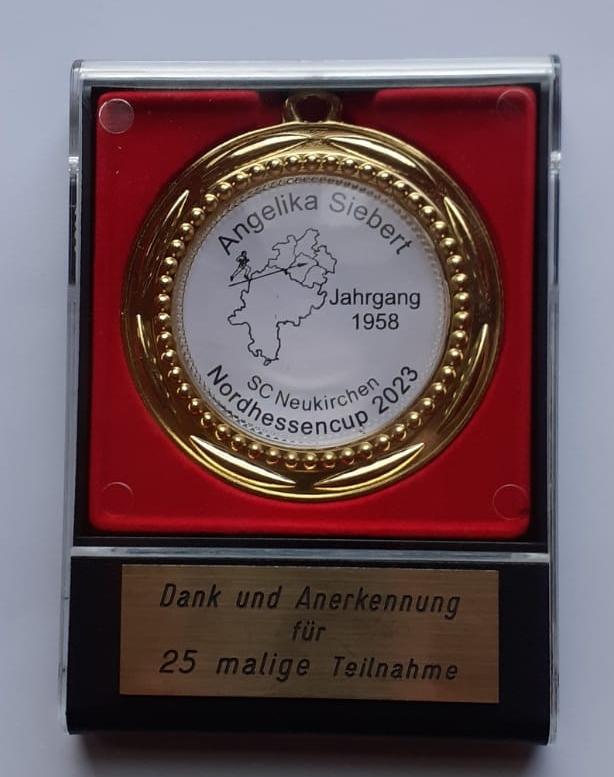 Angelika Siebert
Jahrgang
1958
SC Neukirchen
Nordhessencup 2023
Dank und Anerkennung
für
25 malige Teilnahme